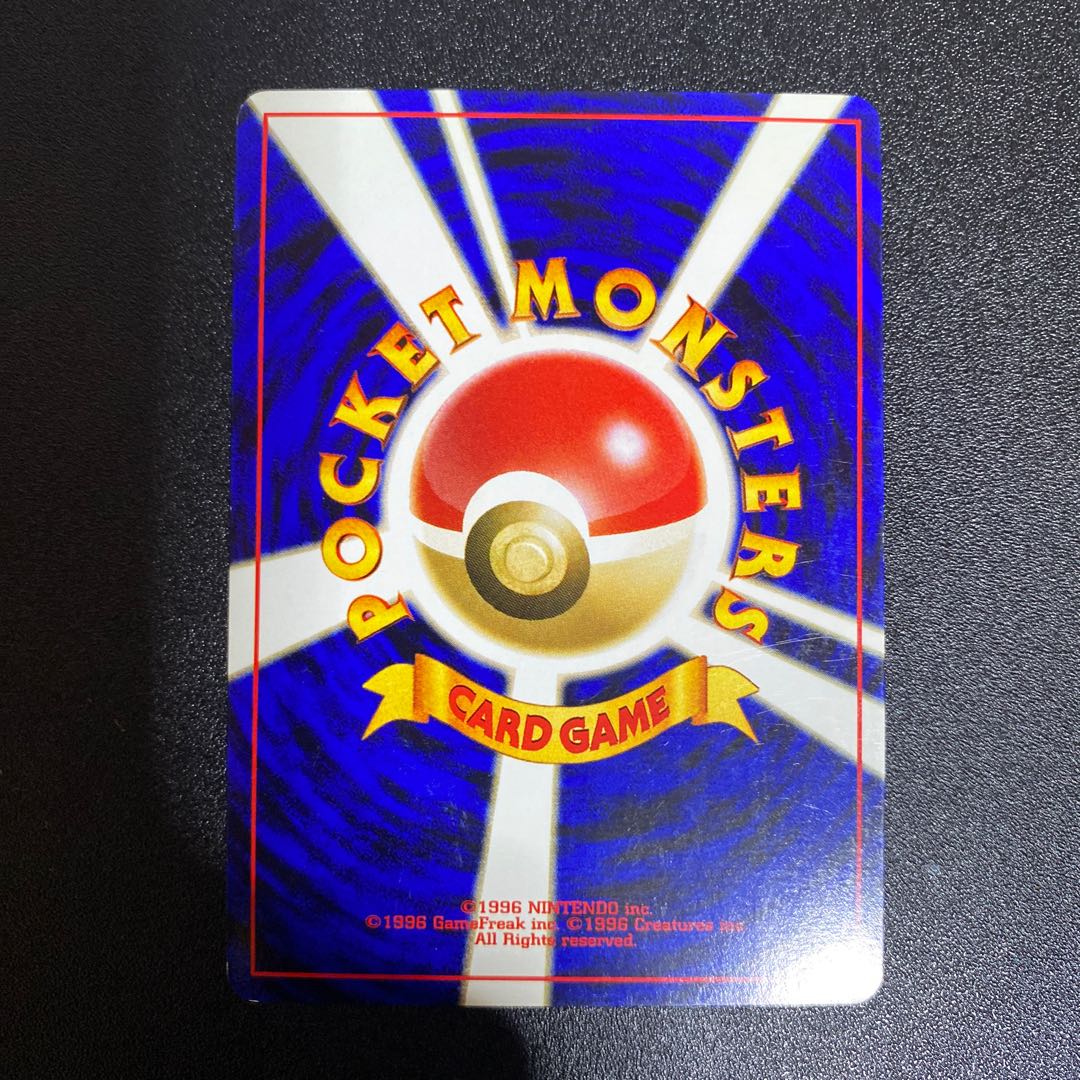 POCKET MONSTERS
CARD GAME
©1996 NINTENDO inc.
©1996 GameFreak inc. ©1996 Creatures inc.
All Rights reserved.